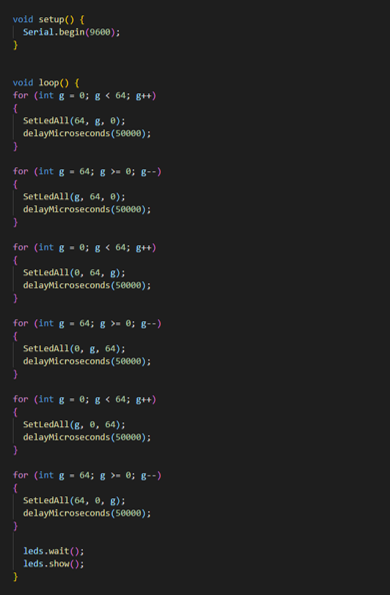 void setup() {
  Serial.begin(9600);
}
void loop() {
for (int g = 0; g < 64; g++)
{
  SetLedAll(64, g, 0);
  delayMicroseconds(50000);
}
for (int g = 64; g >= 0; g--)
{
  SetLedAll(g, 64, 0);
  delayMicroseconds(50000);
}
for (int g = 0; g < 64; g++)
{
  SetLedAll(0, 64, g);
  delayMicroseconds(50000);
}
for (int g = 64; g >= 0; g--)
{
  SetLedAll(0, g, 64);
  delayMicroseconds(50000);
}
for (int g = 0; g < 64; g++)
{
  SetLedAll(g, 0, 64);
  delayMicroseconds(50000);
}
for (int g = 64; g >= 0; g--)
{
  SetLedAll(64, 0, g);
  delayMicroseconds(50000);
}
  leds.wait();
  leds.show();
}